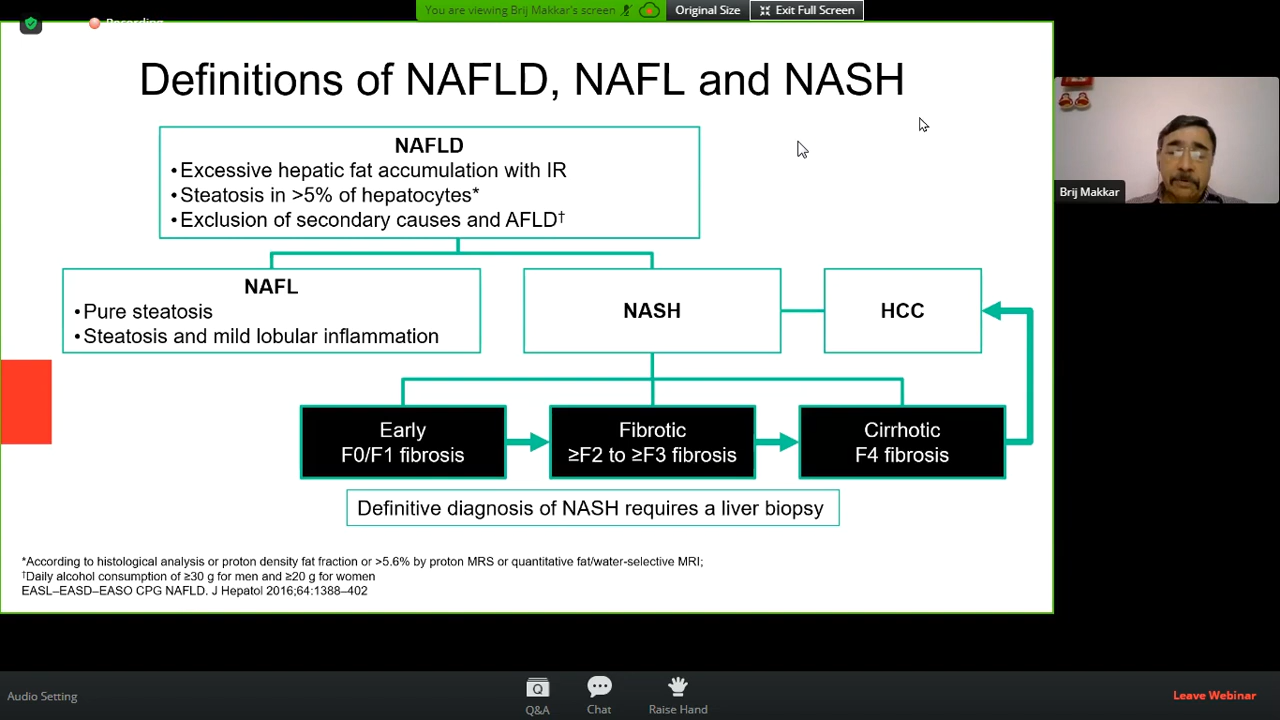 You are viewing Brij Makkar's screen
Original Size
Exit Full Screen
Recording
Definitions of NAFLD, NAFL and NASH
NAFLD
•Excessive hepatic fat accumulation with IR
•Steatosis in >5% of hepatocytes*
•Exclusion of secondary causes and AFLD†
NAFL
•Pure steatosis
•Steatosis and mild lobular inflammation
NASH
HCC
Early
F0/F1 fibrosis
Fibrotic
≥F2 to ≥F3 fibrosis
Cirrhotic
F4 fibrosis
Definitive diagnosis of NASH requires a liver biopsy
*According to histological analysis or proton density fat fraction or >5.6% by proton MRS or quantitative fat/water-selective MRI;
†Daily alcohol consumption of ≥30 g for men and ≥20 g for women
EASL–EASD–EASO CPG NAFLD. J Hepatol 2016;64:1388–402
Brij Makkar
Audio Setting
Q&A
Chat
Raise Hand
Leave Webinar